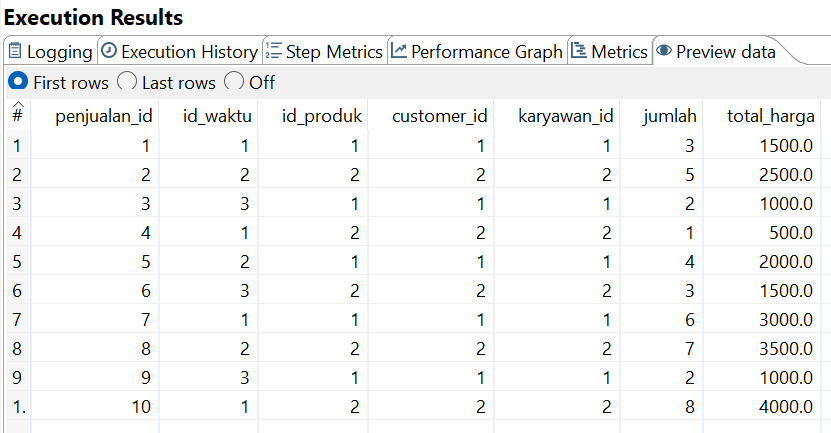 Execution Results
Logging Execution History Step Metrics Performance Graph Metrics Preview data
First rows Last rows Off
# penjualan_id id_waktu id_produk customer_id karyawan_id jumlah total_harga
1 1 1 1 1 1 3 1500.0
2 2 2 2 2 2 5 2500.0
3 3 3 1 1 1 2 1000.0
4 4 1 2 2 2 1 500.0
5 5 2 1 1 1 4 2000.0
6 6 3 2 2 2 3 1500.0
7 7 1 1 1 1 6 3000.0
8 8 2 2 2 2 7 3500.0
9 9 3 1 1 1 2 1000.0
1. 10 1 2 2 2 8 4000.0